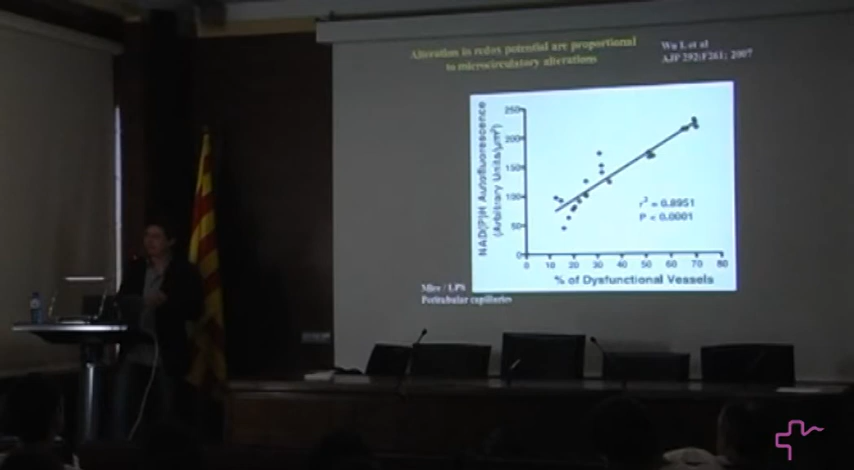 Alteration in redox potential are proportional
to microcirculatory alterations
Wu L et al
AJP 292:F261; 2007
NAD(P)H Autofluorescence
(Arbitrary Units/μm²)
250
200
150
100
50
0
0 10 20 30 40 50 60 70 80
r² = 0.8951
P < 0.0001
% of Dysfunctional Vessels
Mice / LPS
Peritubular capillaries